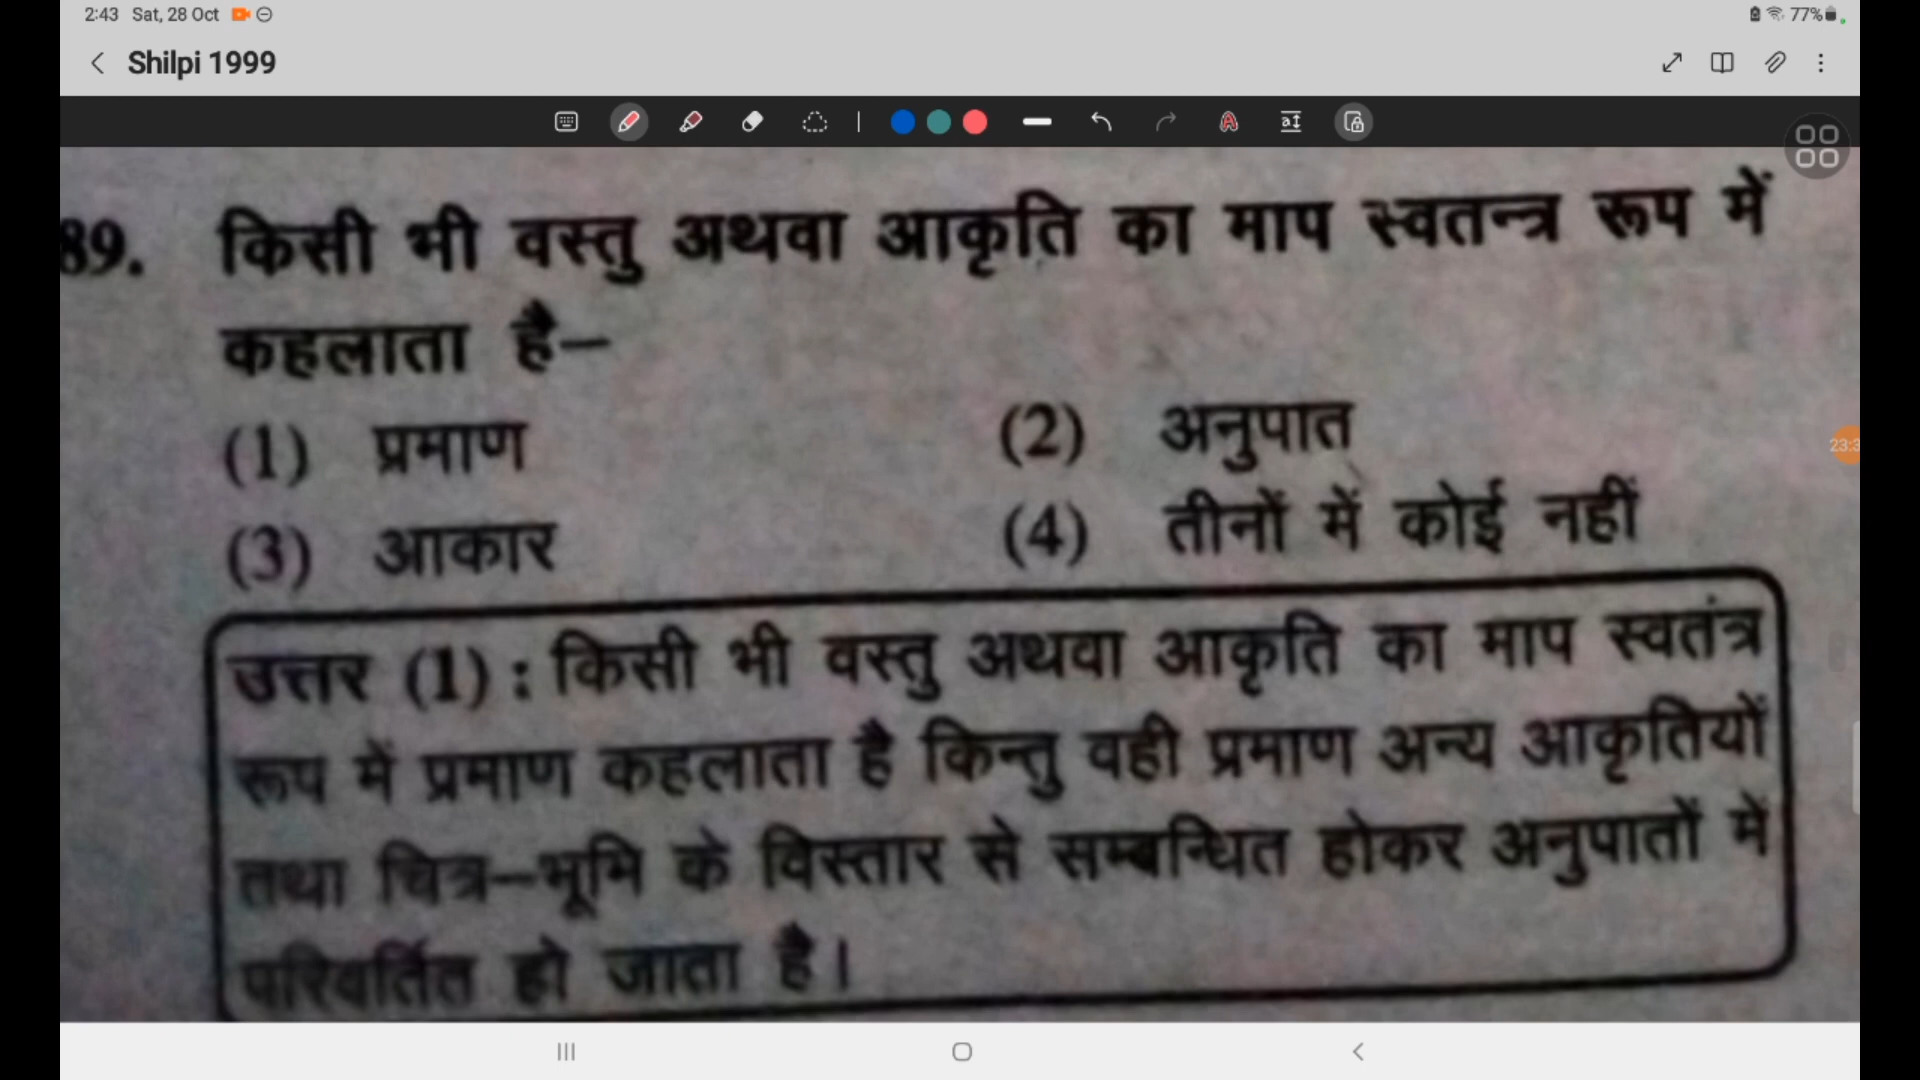 2:43 Sat, 28 Oct 77%
Shilpi 1999
89. किसी भी वस्तु अथवा आकृति का माप स्वतन्त्र रूप में
कहलाता है–
(1) प्रमाण (2) अनुपात
(3) आकार (4) तीनों में कोई नहीं
उत्तर (1) : किसी भी वस्तु अथवा आकृति का माप स्वतंत्र
रूप में प्रमाण कहलाता है किन्तु वही प्रमाण अन्य आकृतियों
तथा चित्र–भूमि के विस्तार से सम्बन्धित होकर अनुपातों में
परिवर्तित हो जाता है।